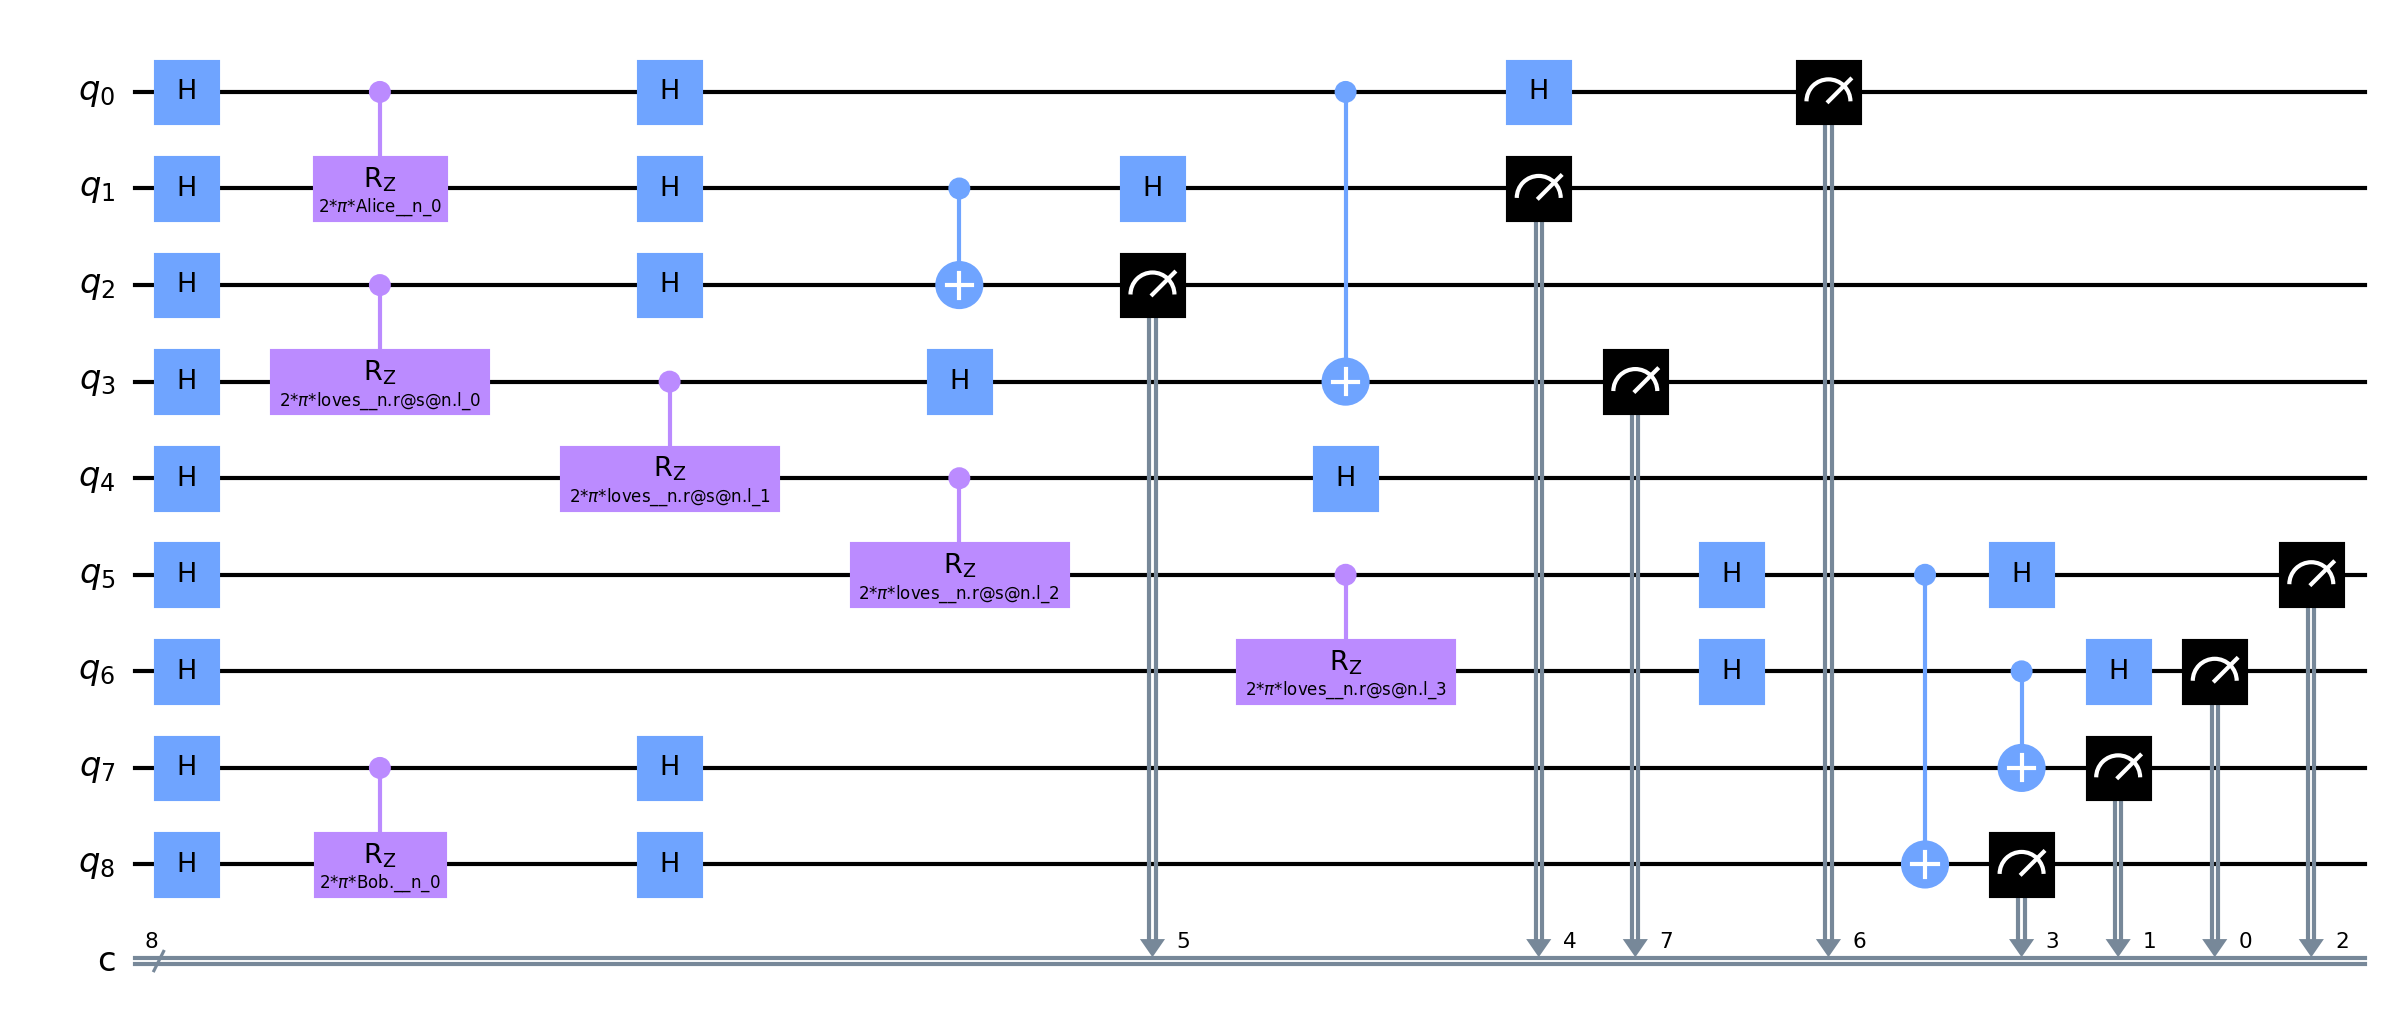 q0 H H H
q1 H RZ 2*π*Alice__n_0 H H
q2 H H
q3 H RZ 2*π*loves__n.r@s@n.l_0 H
q4 H RZ 2*π*loves__n.r@s@n.l_1 H
q5 H RZ 2*π*loves__n.r@s@n.l_2 H H
q6 H RZ 2*π*loves__n.r@s@n.l_3 H H
q7 H H
q8 H RZ 2*π*Bob.__n_0 H
8 5 4 7 6 3 1 0 2
c